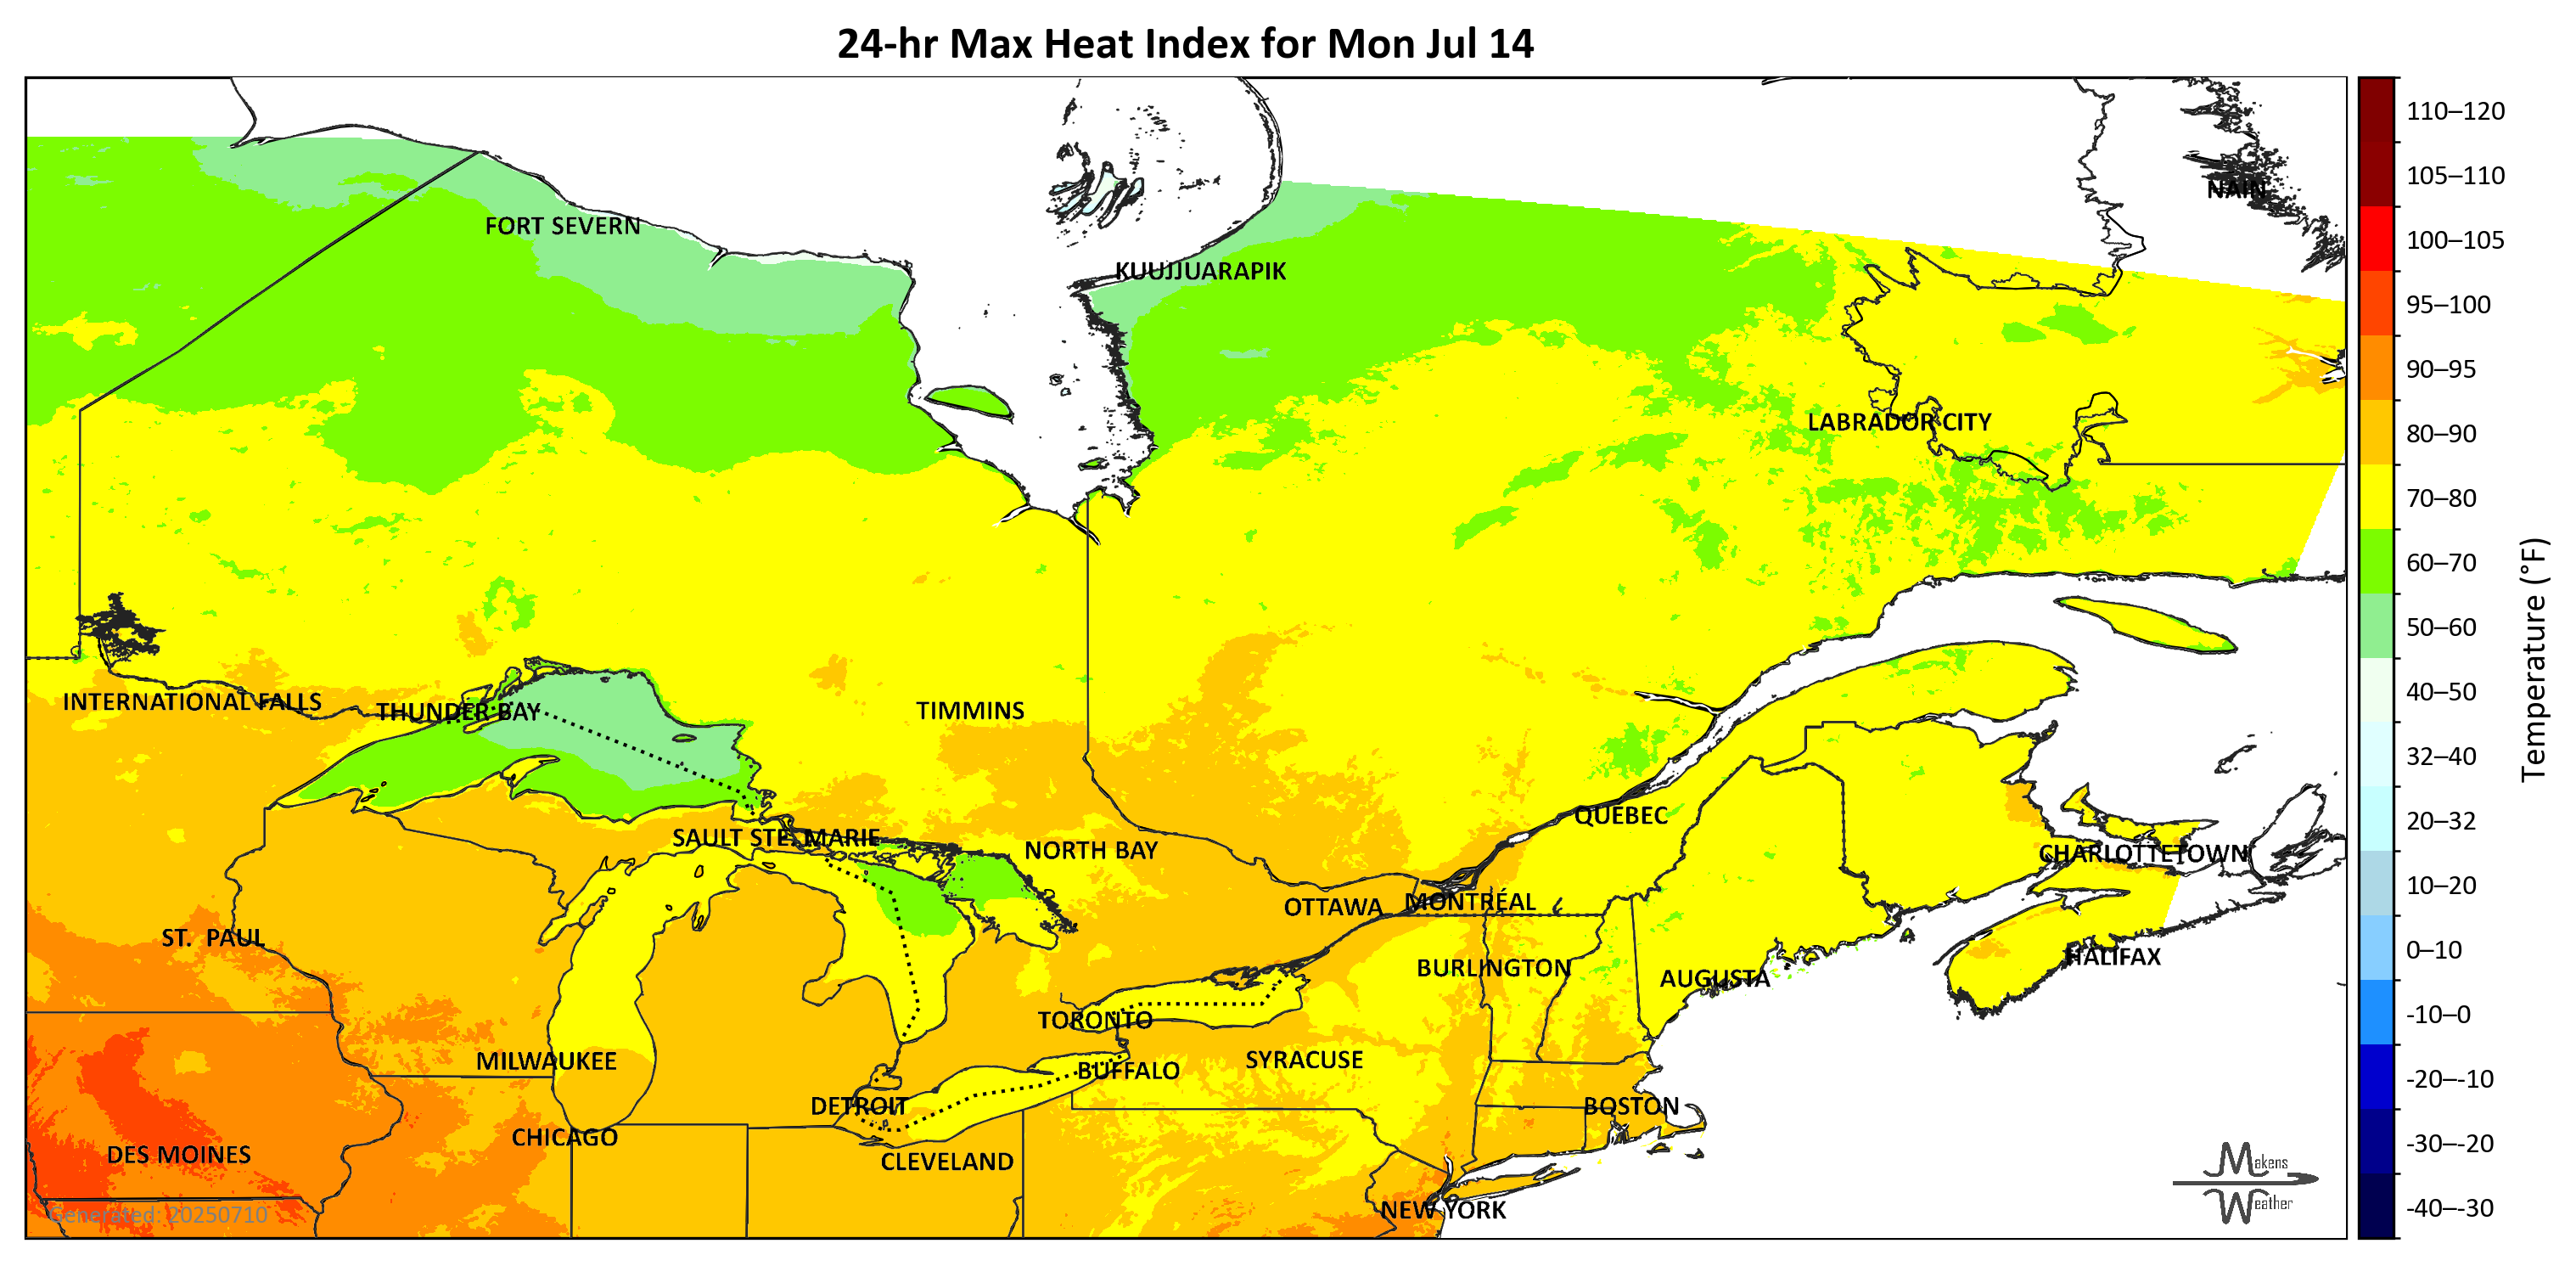 24-hr Max Heat Index for Mon Jul 14
NAIN
FORT SEVERN
KUUJJUARAPIK
LABRADOR CITY
INTERNATIONAL FALLS
THUNDER BAY
TIMMINS
QUEBEC
SAULT STE. MARIE
NORTH BAY
CHARLOTTETOWN
OTTAWA
MONTRÉAL
ST. PAUL
HALIFAX
BURLINGTON
AUGUSTA
TORONTO
MILWAUKEE
SYRACUSE
BUFFALO
DETROIT
BOSTON
CHICAGO
DES MOINES
CLEVELAND
NEW YORK
Generated: 20250710
Makens
Weather
110–120
105–110
100–105
95–100
90–95
80–90
70–80
60–70
50–60
40–50
32–40
20–32
10–20
0–10
-10–0
-20–-10
-30–-20
-40–-30
Temperature (°F)